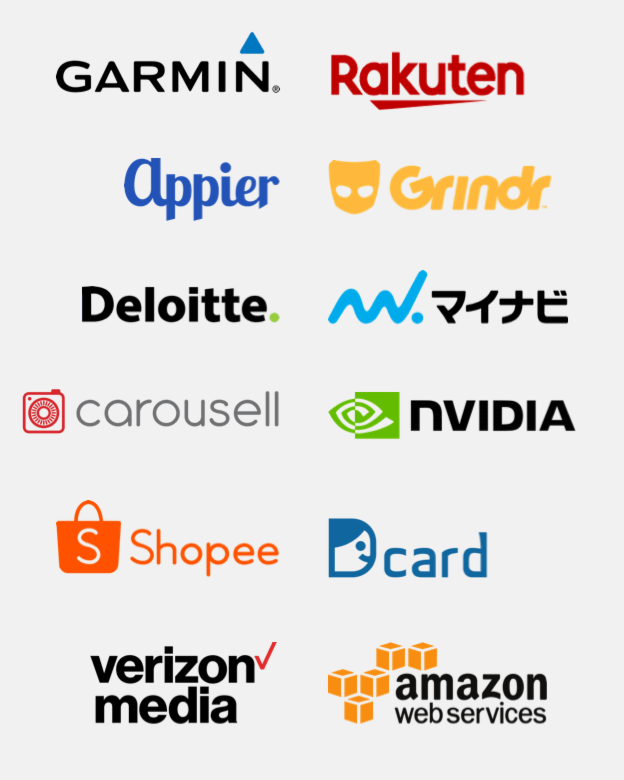 GARMIN®
Rakuten
Appier
Grindr
Deloitte.
マイナビ
carousell
NVIDIA
S Shopee
Dcard
verizon
media
amazon
web services